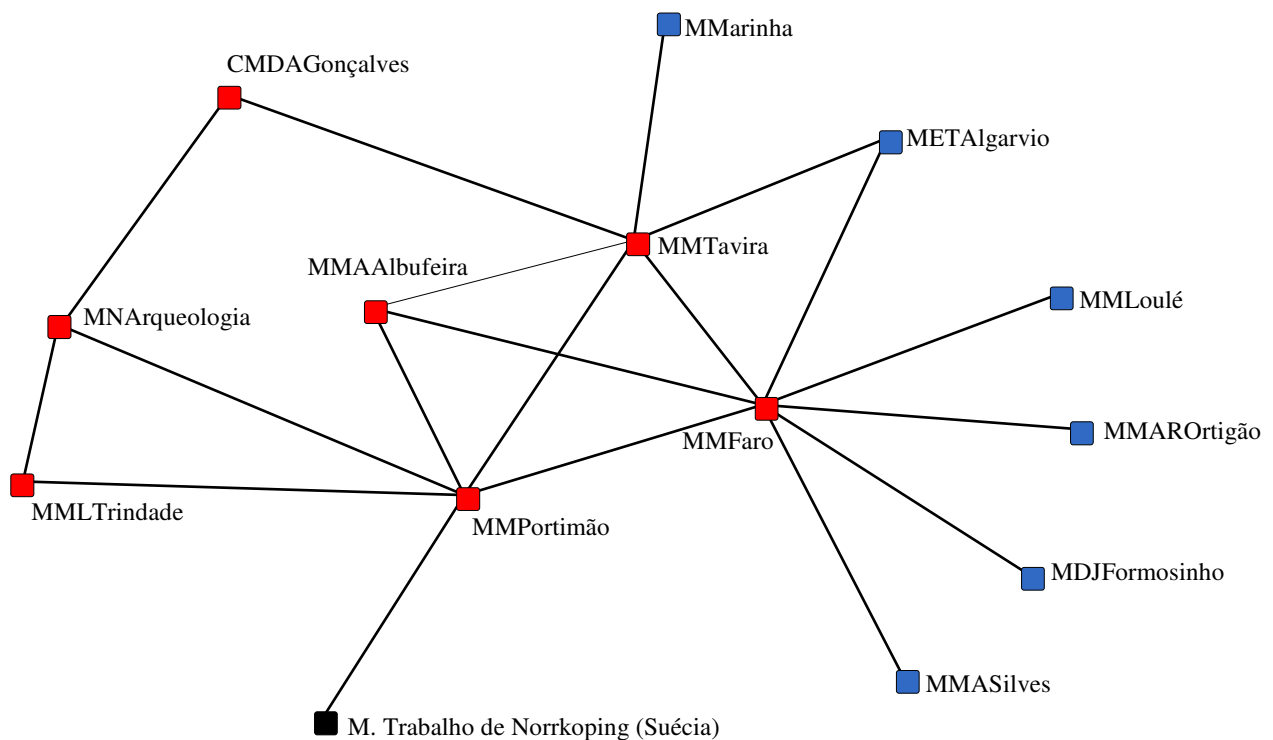 MMarinha
CMDAGonçalves
METAlgarvio
MMTavira
MMAAlbufeira
MMLoulé
MNArqueologia
MMAROrtigão
MMFaro
MMLTrindade
MMPortimão
MDJFormosinho
MMASilves
M. Trabalho de Norrkoping (Suécia)